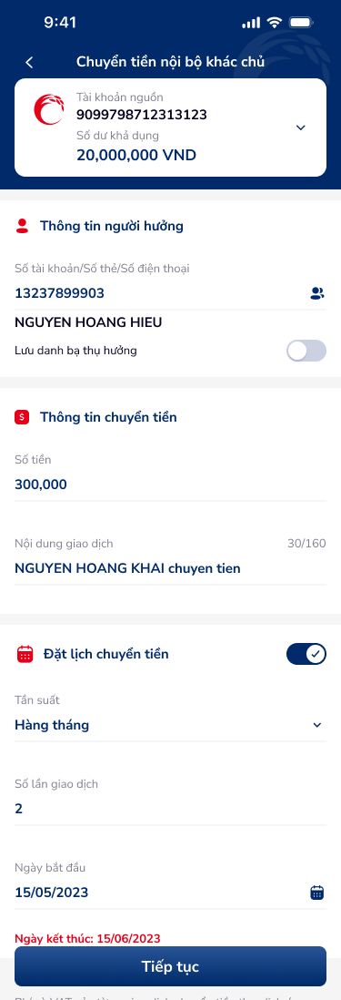 9:41
Chuyển tiền nội bộ khác chủ
Tài khoản nguồn
9099798712313123
Số dư khả dụng
20,000,000 VND
Thông tin người hưởng
Số tài khoản/Số thẻ/Số điện thoại
13237899903
NGUYEN HOANG HIEU
Lưu danh bạ thụ hưởng
$ Thông tin chuyển tiền
Số tiền
300,000
Nội dung giao dịch 30/160
NGUYEN HOANG KHAI chuyen tien
Đặt lịch chuyển tiền
Tần suất
Hàng tháng
Số lần giao dịch
2
Ngày bắt đầu
15/05/2023
Ngày kết thúc: 15/06/2023
Tiếp tục